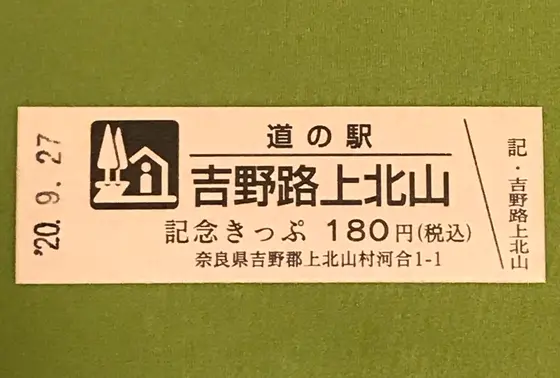 '20. 9. 27
道の駅
吉野路上北山
記念きっぷ 180円(税込)
奈良県吉野郡上北山村河合1-1
記・吉野路上北山